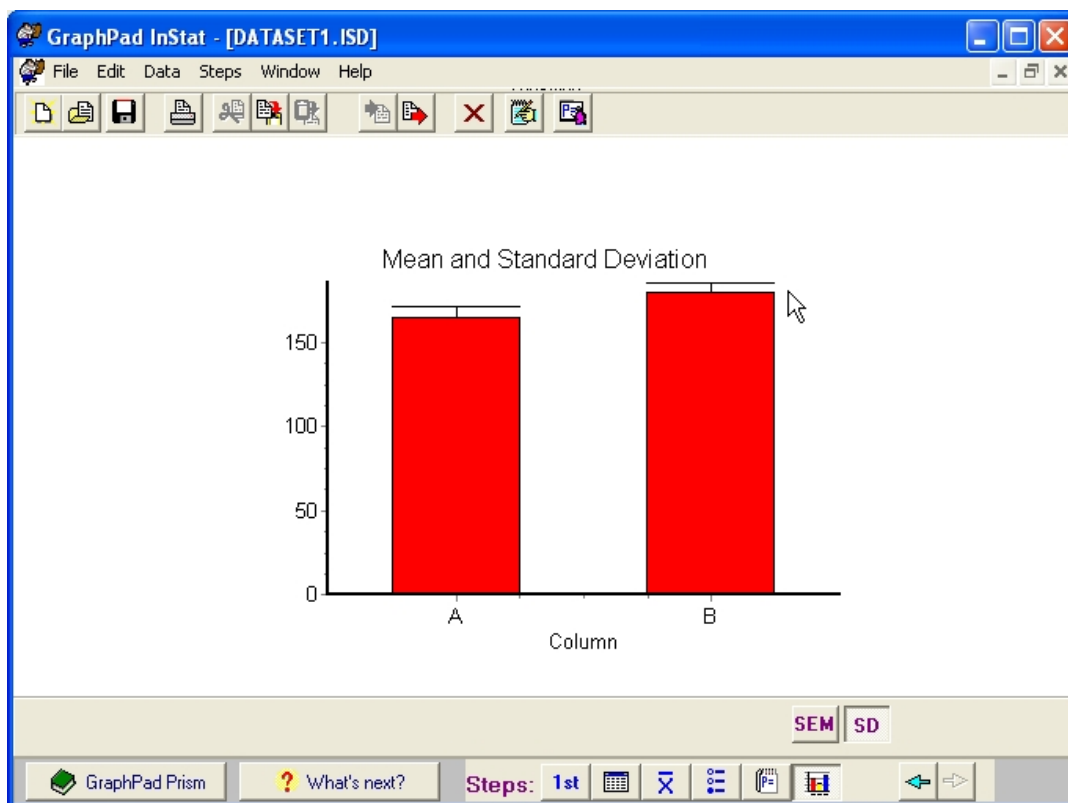 GraphPad InStat - [DATASET1.ISD]
File Edit Data Steps Window Help
Mean and Standard Deviation
150
100
50
0
A B
Column
SEM SD
GraphPad Prism ? What's next? Steps: 1st x P=